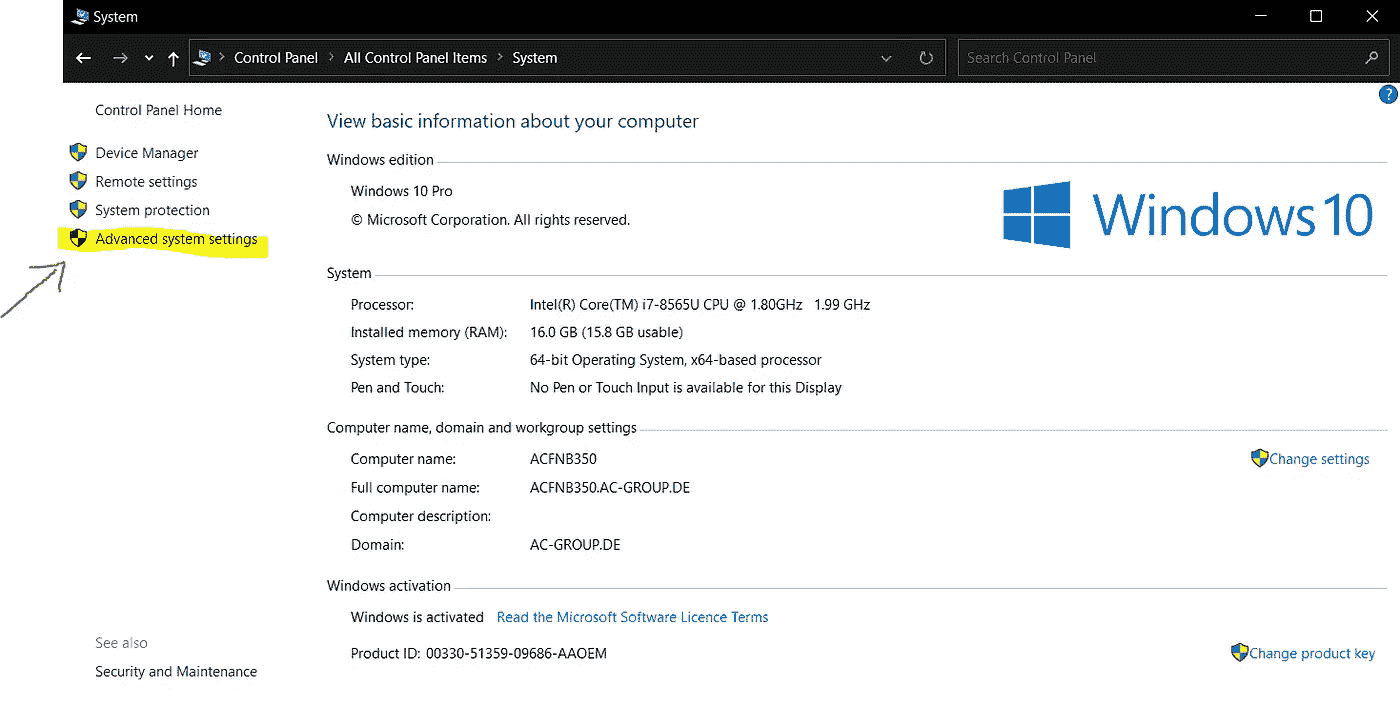 System
Control Panel > All Control Panel Items > System
Search Control Panel
?
Control Panel Home
Device Manager
Remote settings
System protection
Advanced system settings
See also
Security and Maintenance
View basic information about your computer
Windows edition
Windows 10 Pro
© Microsoft Corporation. All rights reserved.
Windows 10
System
Processor: Intel(R) Core(TM) i7-8565U CPU @ 1.80GHz 1.99 GHz
Installed memory (RAM): 16.0 GB (15.8 GB usable)
System type: 64-bit Operating System, x64-based processor
Pen and Touch: No Pen or Touch Input is available for this Display
Computer name, domain and workgroup settings
Computer name: ACFNB350
Change settings
Full computer name: ACFNB350.AC-GROUP.DE
Computer description:
Domain: AC-GROUP.DE
Windows activation
Windows is activated Read the Microsoft Software Licence Terms
Product ID: 00330-51359-09686-AAOEM
Change product key